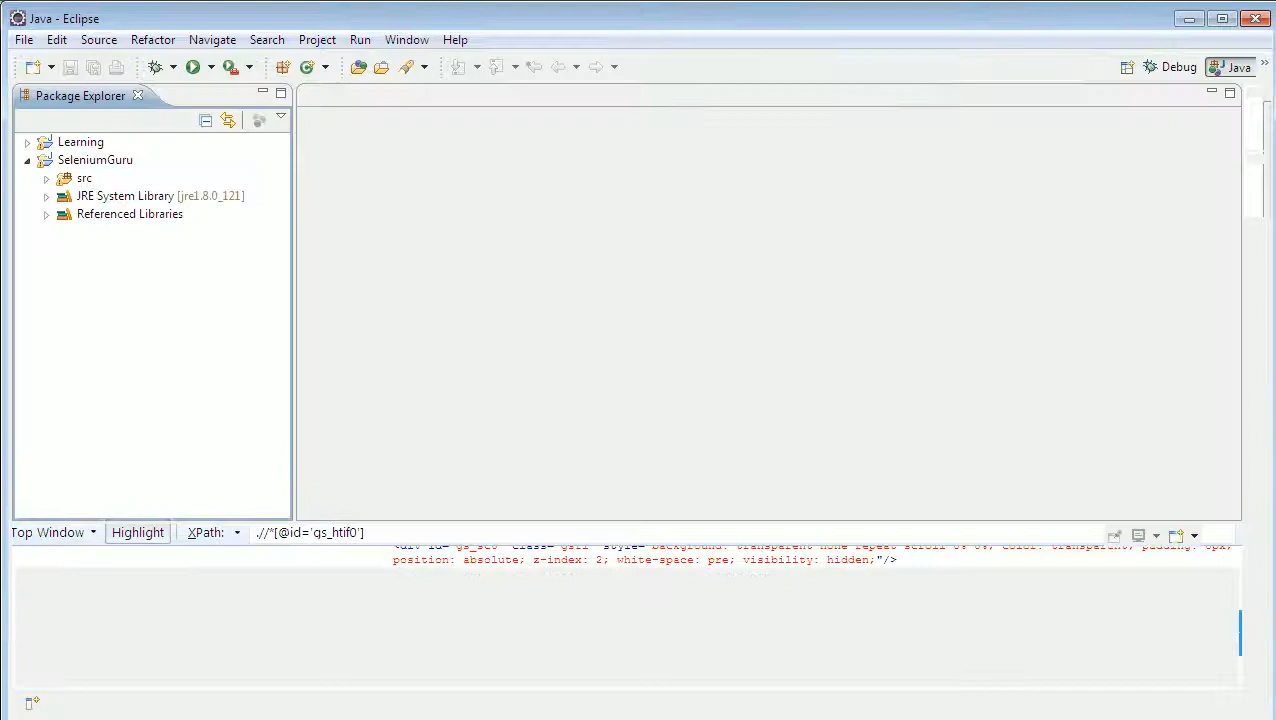 Java - Eclipse
File Edit Source Refactor Navigate Search Project Run Window Help
Debug Java
Package Explorer
Learning
SeleniumGuru
src
JRE System Library [jre1.8.0_121]
Referenced Libraries
Top Window Highlight XPath: .//*[@id='gs_htif0']
position: absolute; z-index: 2; white-space: pre; visibility: hidden;"/>